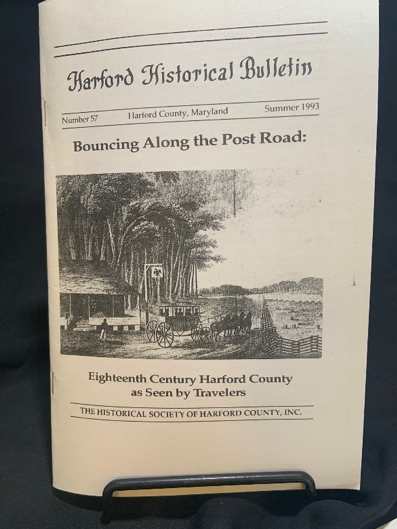 Harford Historical Bulletin
Number 57 Harford County, Maryland Summer 1993
Bouncing Along the Post Road:
Eighteenth Century Harford County
as Seen by Travelers
THE HISTORICAL SOCIETY OF HARFORD COUNTY, INC.